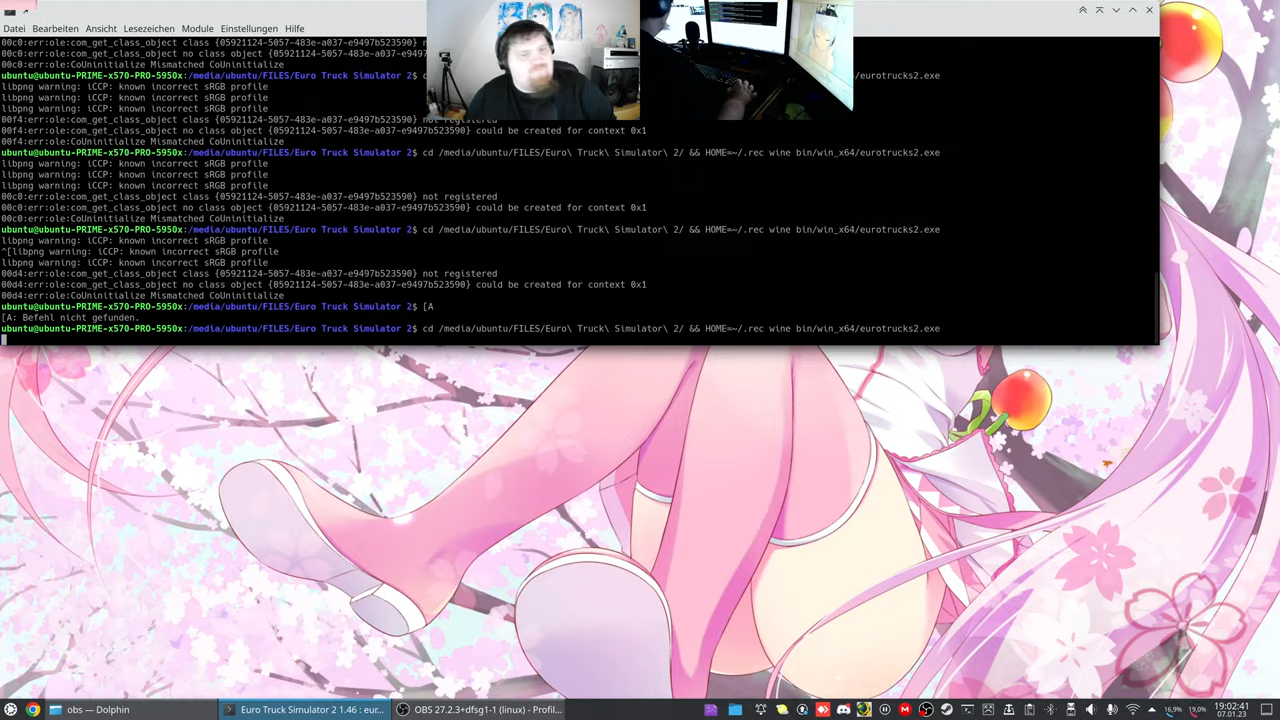 Datei Bearbeiten Ansicht Lesezeichen Module Einstellungen Hilfe
00c0:err:ole:com_get_class_object class {05921124-5057-483e-a037-e9497b523590}
00c0:err:ole:com_get_class_object no class object {05921124-5057-483e-a037-e9497b523590}
00c0:err:ole:CoUninitialize Mismatched CoUninitialize
ubuntu@ubuntu-PRIME-x570-PRO-5950x:/media/ubuntu/FILES/Euro Truck Simulator 2$ /eurotrucks2.exe
libpng warning: iCCP: known incorrect sRGB profile
libpng warning: iCCP: known incorrect sRGB profile
libpng warning: iCCP: known incorrect sRGB profile
00f4:err:ole:com_get_class_object class {05921124-5057-483e-a037-e9497b523590} not registered
00f4:err:ole:com_get_class_object no class object {05921124-5057-483e-a037-e9497b523590} could be created for context 0x1
00f4:err:ole:CoUninitialize Mismatched CoUninitialize
ubuntu@ubuntu-PRIME-x570-PRO-5950x:/media/ubuntu/FILES/Euro Truck Simulator 2$ cd /media/ubuntu/FILES/Euro\ Truck\ Simulator\ 2/ && HOME=~/.rec wine bin/win_x64/eurotrucks2.exe
libpng warning: iCCP: known incorrect sRGB profile
libpng warning: iCCP: known incorrect sRGB profile
libpng warning: iCCP: known incorrect sRGB profile
00c0:err:ole:com_get_class_object class {05921124-5057-483e-a037-e9497b523590} not registered
00c0:err:ole:com_get_class_object no class object {05921124-5057-483e-a037-e9497b523590} could be created for context 0x1
00c0:err:ole:CoUninitialize Mismatched CoUninitialize
ubuntu@ubuntu-PRIME-x570-PRO-5950x:/media/ubuntu/FILES/Euro Truck Simulator 2$ cd /media/ubuntu/FILES/Euro\ Truck\ Simulator\ 2/ && HOME=~/.rec wine bin/win_x64/eurotrucks2.exe
libpng warning: iCCP: known incorrect sRGB profile
^[libpng warning: iCCP: known incorrect sRGB profile
libpng warning: iCCP: known incorrect sRGB profile
00d4:err:ole:com_get_class_object class {05921124-5057-483e-a037-e9497b523590} not registered
00d4:err:ole:com_get_class_object no class object {05921124-5057-483e-a037-e9497b523590} could be created for context 0x1
00d4:err:ole:CoUninitialize Mismatched CoUninitialize
ubuntu@ubuntu-PRIME-x570-PRO-5950x:/media/ubuntu/FILES/Euro Truck Simulator 2$ [A
[A: Befehl nicht gefunden.
ubuntu@ubuntu-PRIME-x570-PRO-5950x:/media/ubuntu/FILES/Euro Truck Simulator 2$ cd /media/ubuntu/FILES/Euro\ Truck\ Simulator\ 2/ && HOME=~/.rec wine bin/win_x64/eurotrucks2.exe
obs — Dolphin
Euro Truck Simulator 2 1.46 : eur...
OBS 27.2.3+dfsg1-1 (linux) - Profil...
16,9% 19,0%
19:02:41
07.01.23